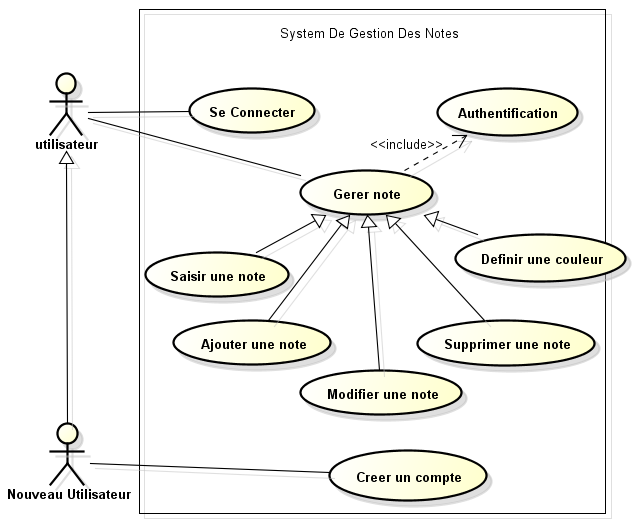 System De Gestion Des Notes
Se Connecter
Authentification
utilisateur
<<include>>
Gerer note
Definir une couleur
Saisir une note
Ajouter une note
Supprimer une note
Modifier une note
Creer un compte
Nouveau Utilisateur